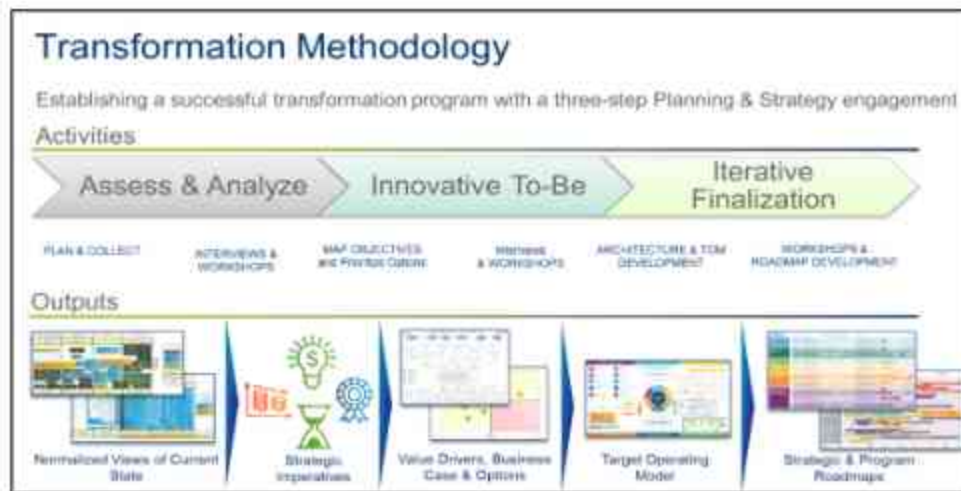 Transformation Methodology
Establishing a successful transformation program with a three-step Planning & Strategy engagement
Activities
Assess & Analyze
Innovative To-Be
Iterative
Finalization
PLAN & COLLECT
INTERVIEWS &
WORKSHOPS
MAP OBJECTIVES
and Prioritize Options
& WORKSHOPS
ARCHITECTURE & TOM
DEVELOPMENT
WORKSHOPS &
ROADMAP DEVELOPMENT
Outputs
$
Normalized Views of Current
State
Strategic
Imperatives
Value Drivers, Business
Case & Options
Target Operating
Model
Strategic & Program
Roadmaps